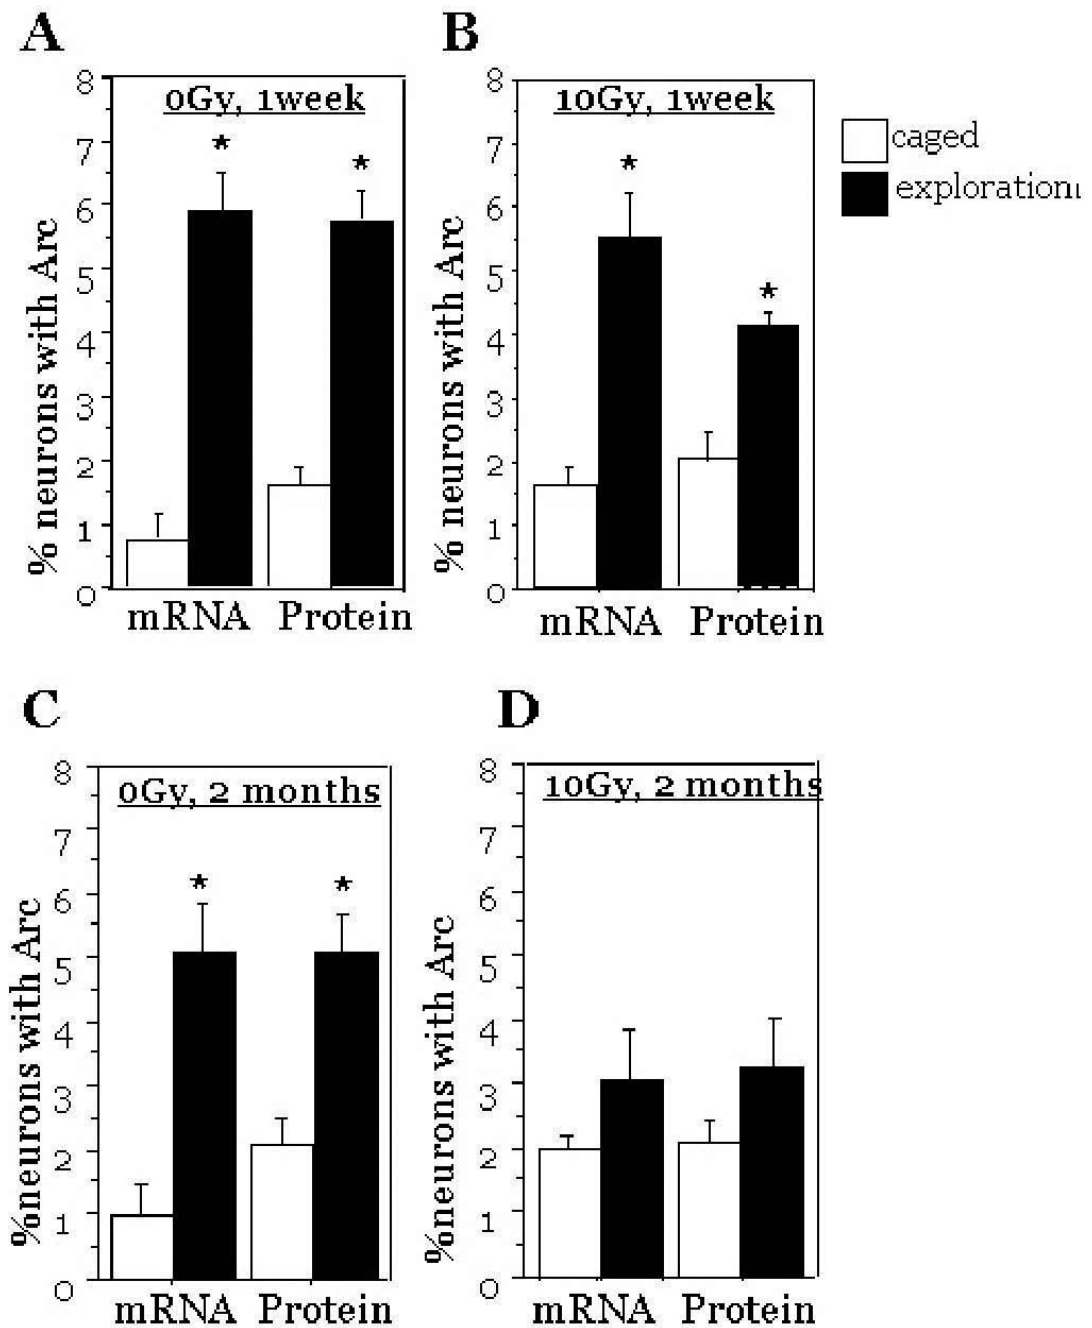 A
B
0Gy, 1week
10Gy, 1week
caged
exploration
% neurons with Arc
% neurons with Arc
8
7
6
5
4
3
2
1
0
8
7
6
5
4
3
2
1
0
*
*
*
*
mRNA Protein
mRNA Protein
C
D
0Gy, 2 months
10Gy, 2 months
%neurons with Arc
%neurons with Arc
8
7
6
5
4
3
2
1
0
8
7
6
5
4
3
2
1
0
*
*
mRNA Protein
mRNA Protein